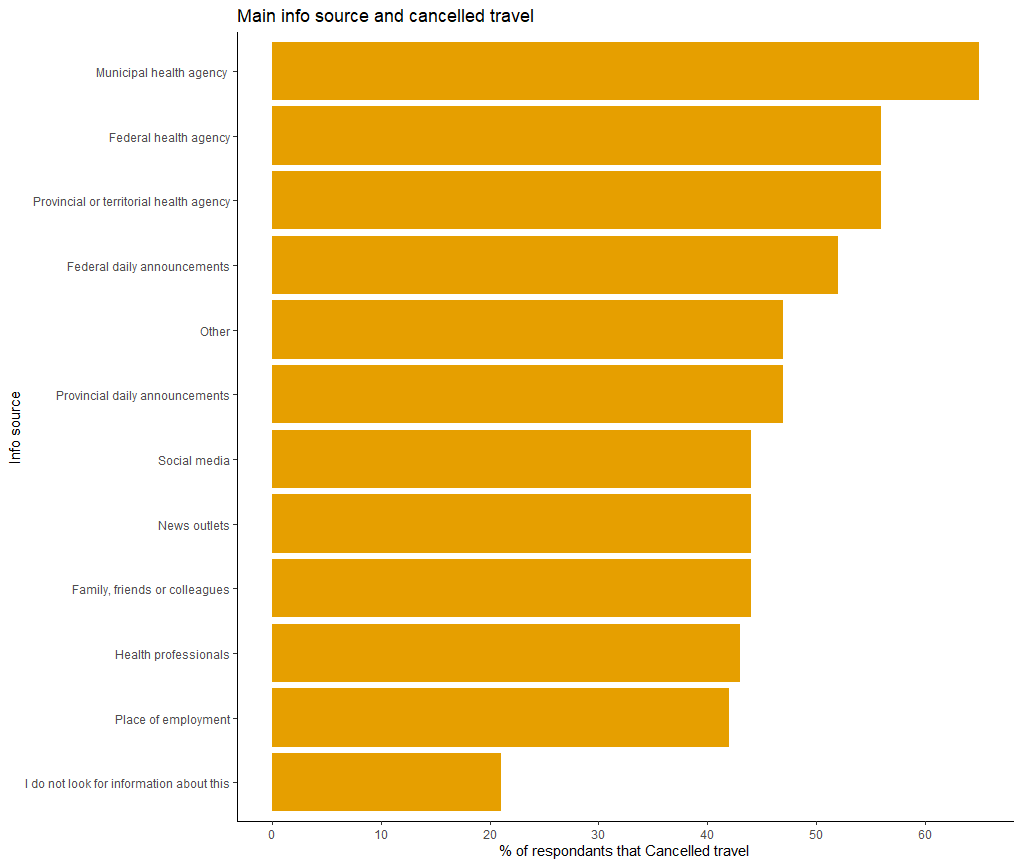 Main info source and cancelled travel
Municipal health agency
Federal health agency
Provincial or territorial health agency
Federal daily announcements
Other
Provincial daily announcements
Social media
News outlets
Family, friends or colleagues
Health professionals
Place of employment
I do not look for information about this
Info source
0 10 20 30 40 50 60
% of respondants that Cancelled travel